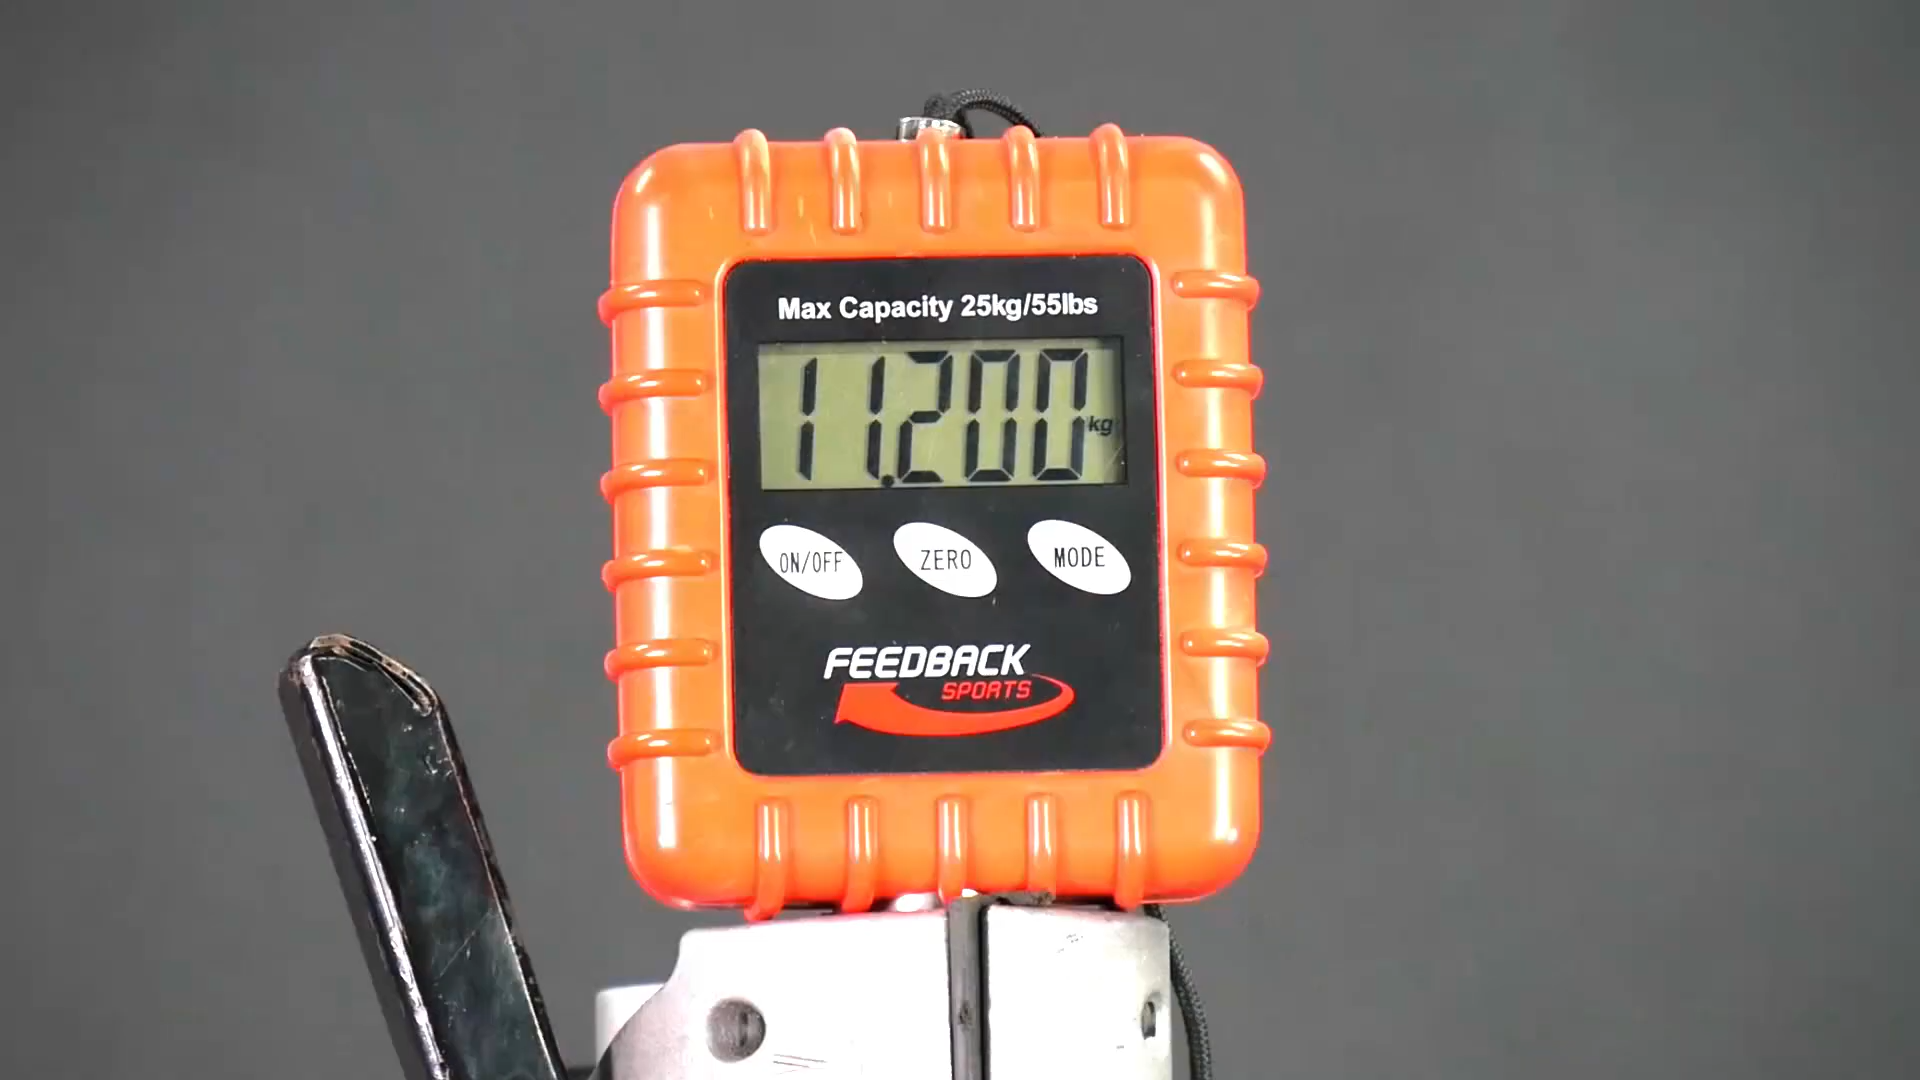 Max Capacity 25kg/55lbs
11.200 kg
ON/OFF ZERO MODE
FEEDBACK
SPORTS